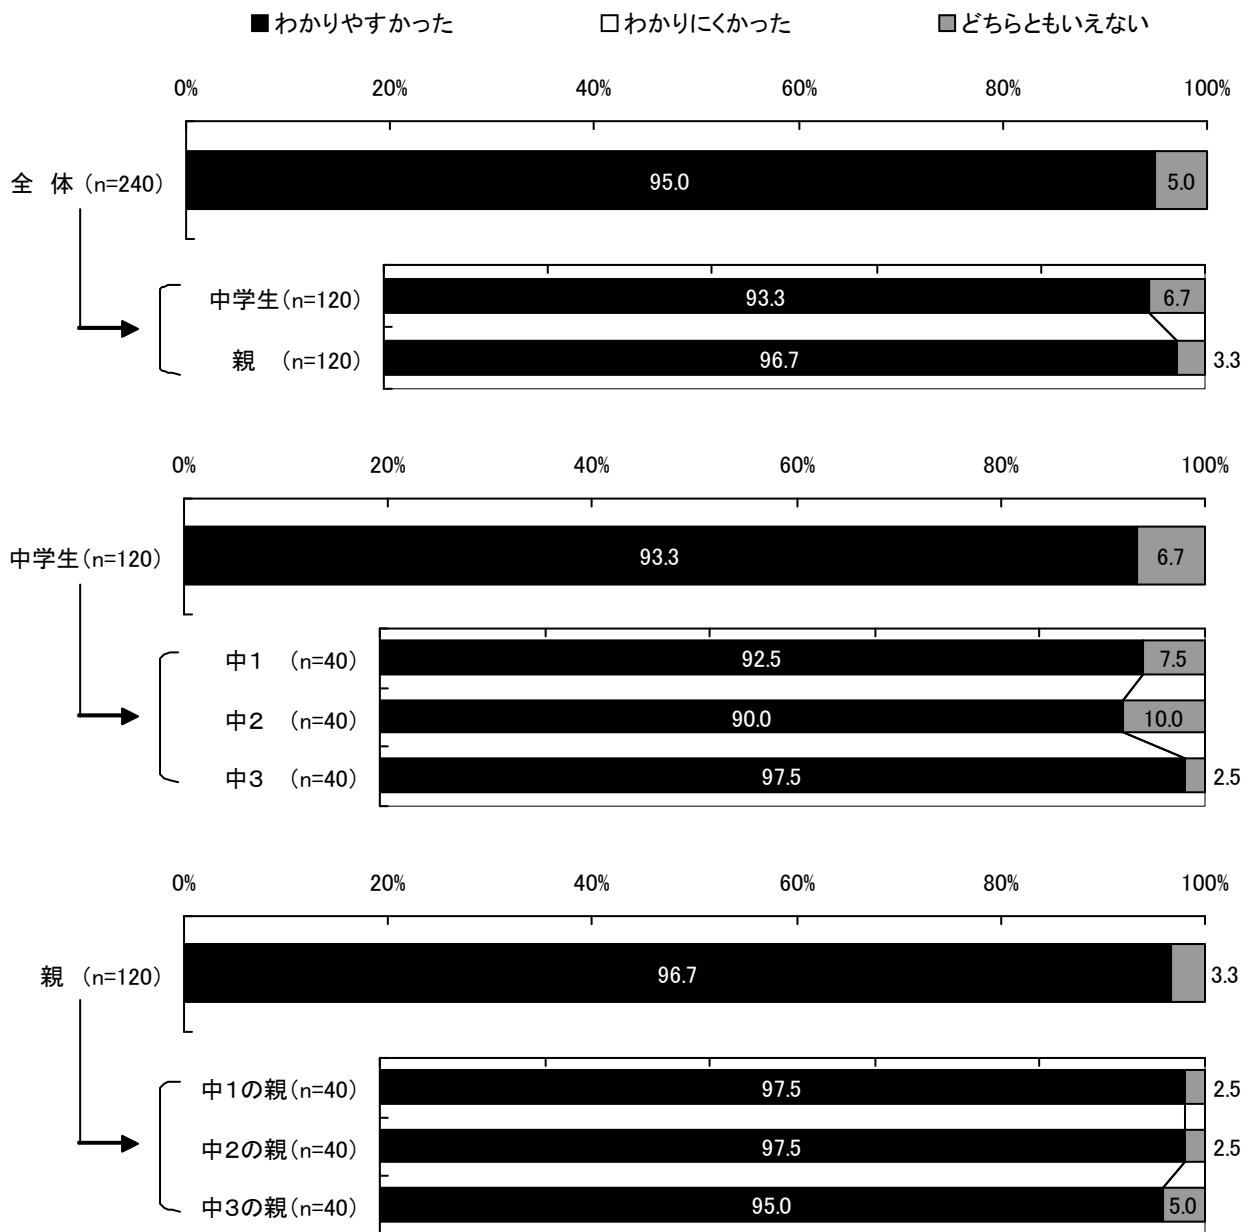 ■わかりやすかった □わかりにくかった ■どちらともいえない
0% 20% 40% 60% 80% 100%
全 体 (n=240) 95.0 5.0
中学生(n=120) 93.3 6.7
親 (n=120) 96.7 3.3
0% 20% 40% 60% 80% 100%
中学生(n=120) 93.3 6.7
中1 (n=40) 92.5 7.5
中2 (n=40) 90.0 10.0
中3 (n=40) 97.5 2.5
0% 20% 40% 60% 80% 100%
親 (n=120) 96.7 3.3
中1の親(n=40) 97.5 2.5
中2の親(n=40) 97.5 2.5
中3の親(n=40) 95.0 5.0